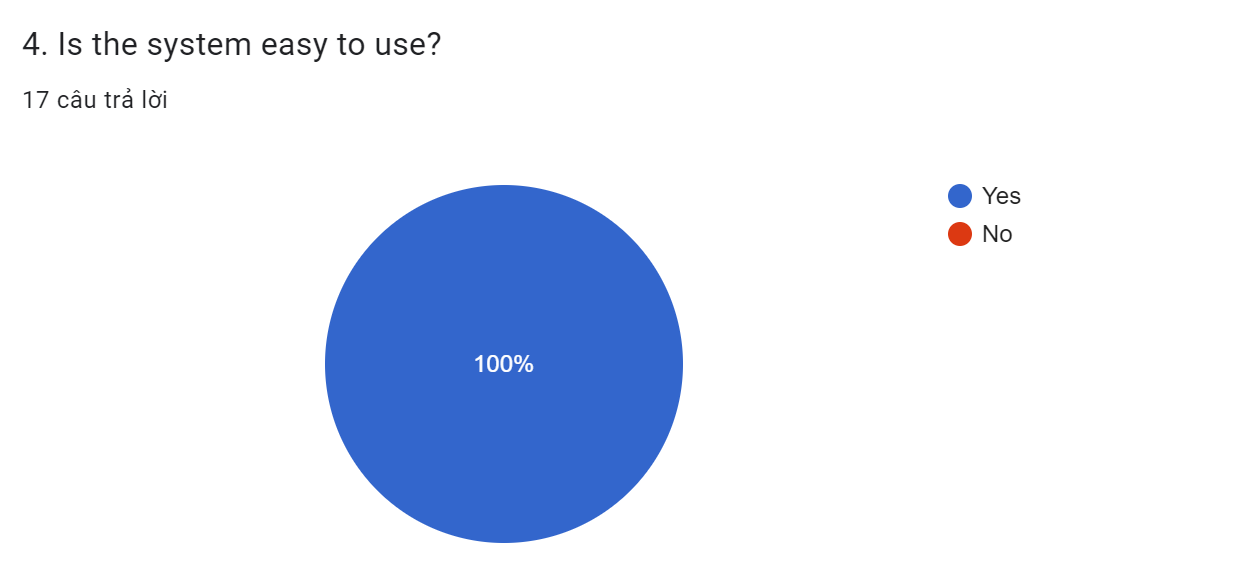 4. Is the system easy to use?
17 câu trả lời
Yes
No
100%